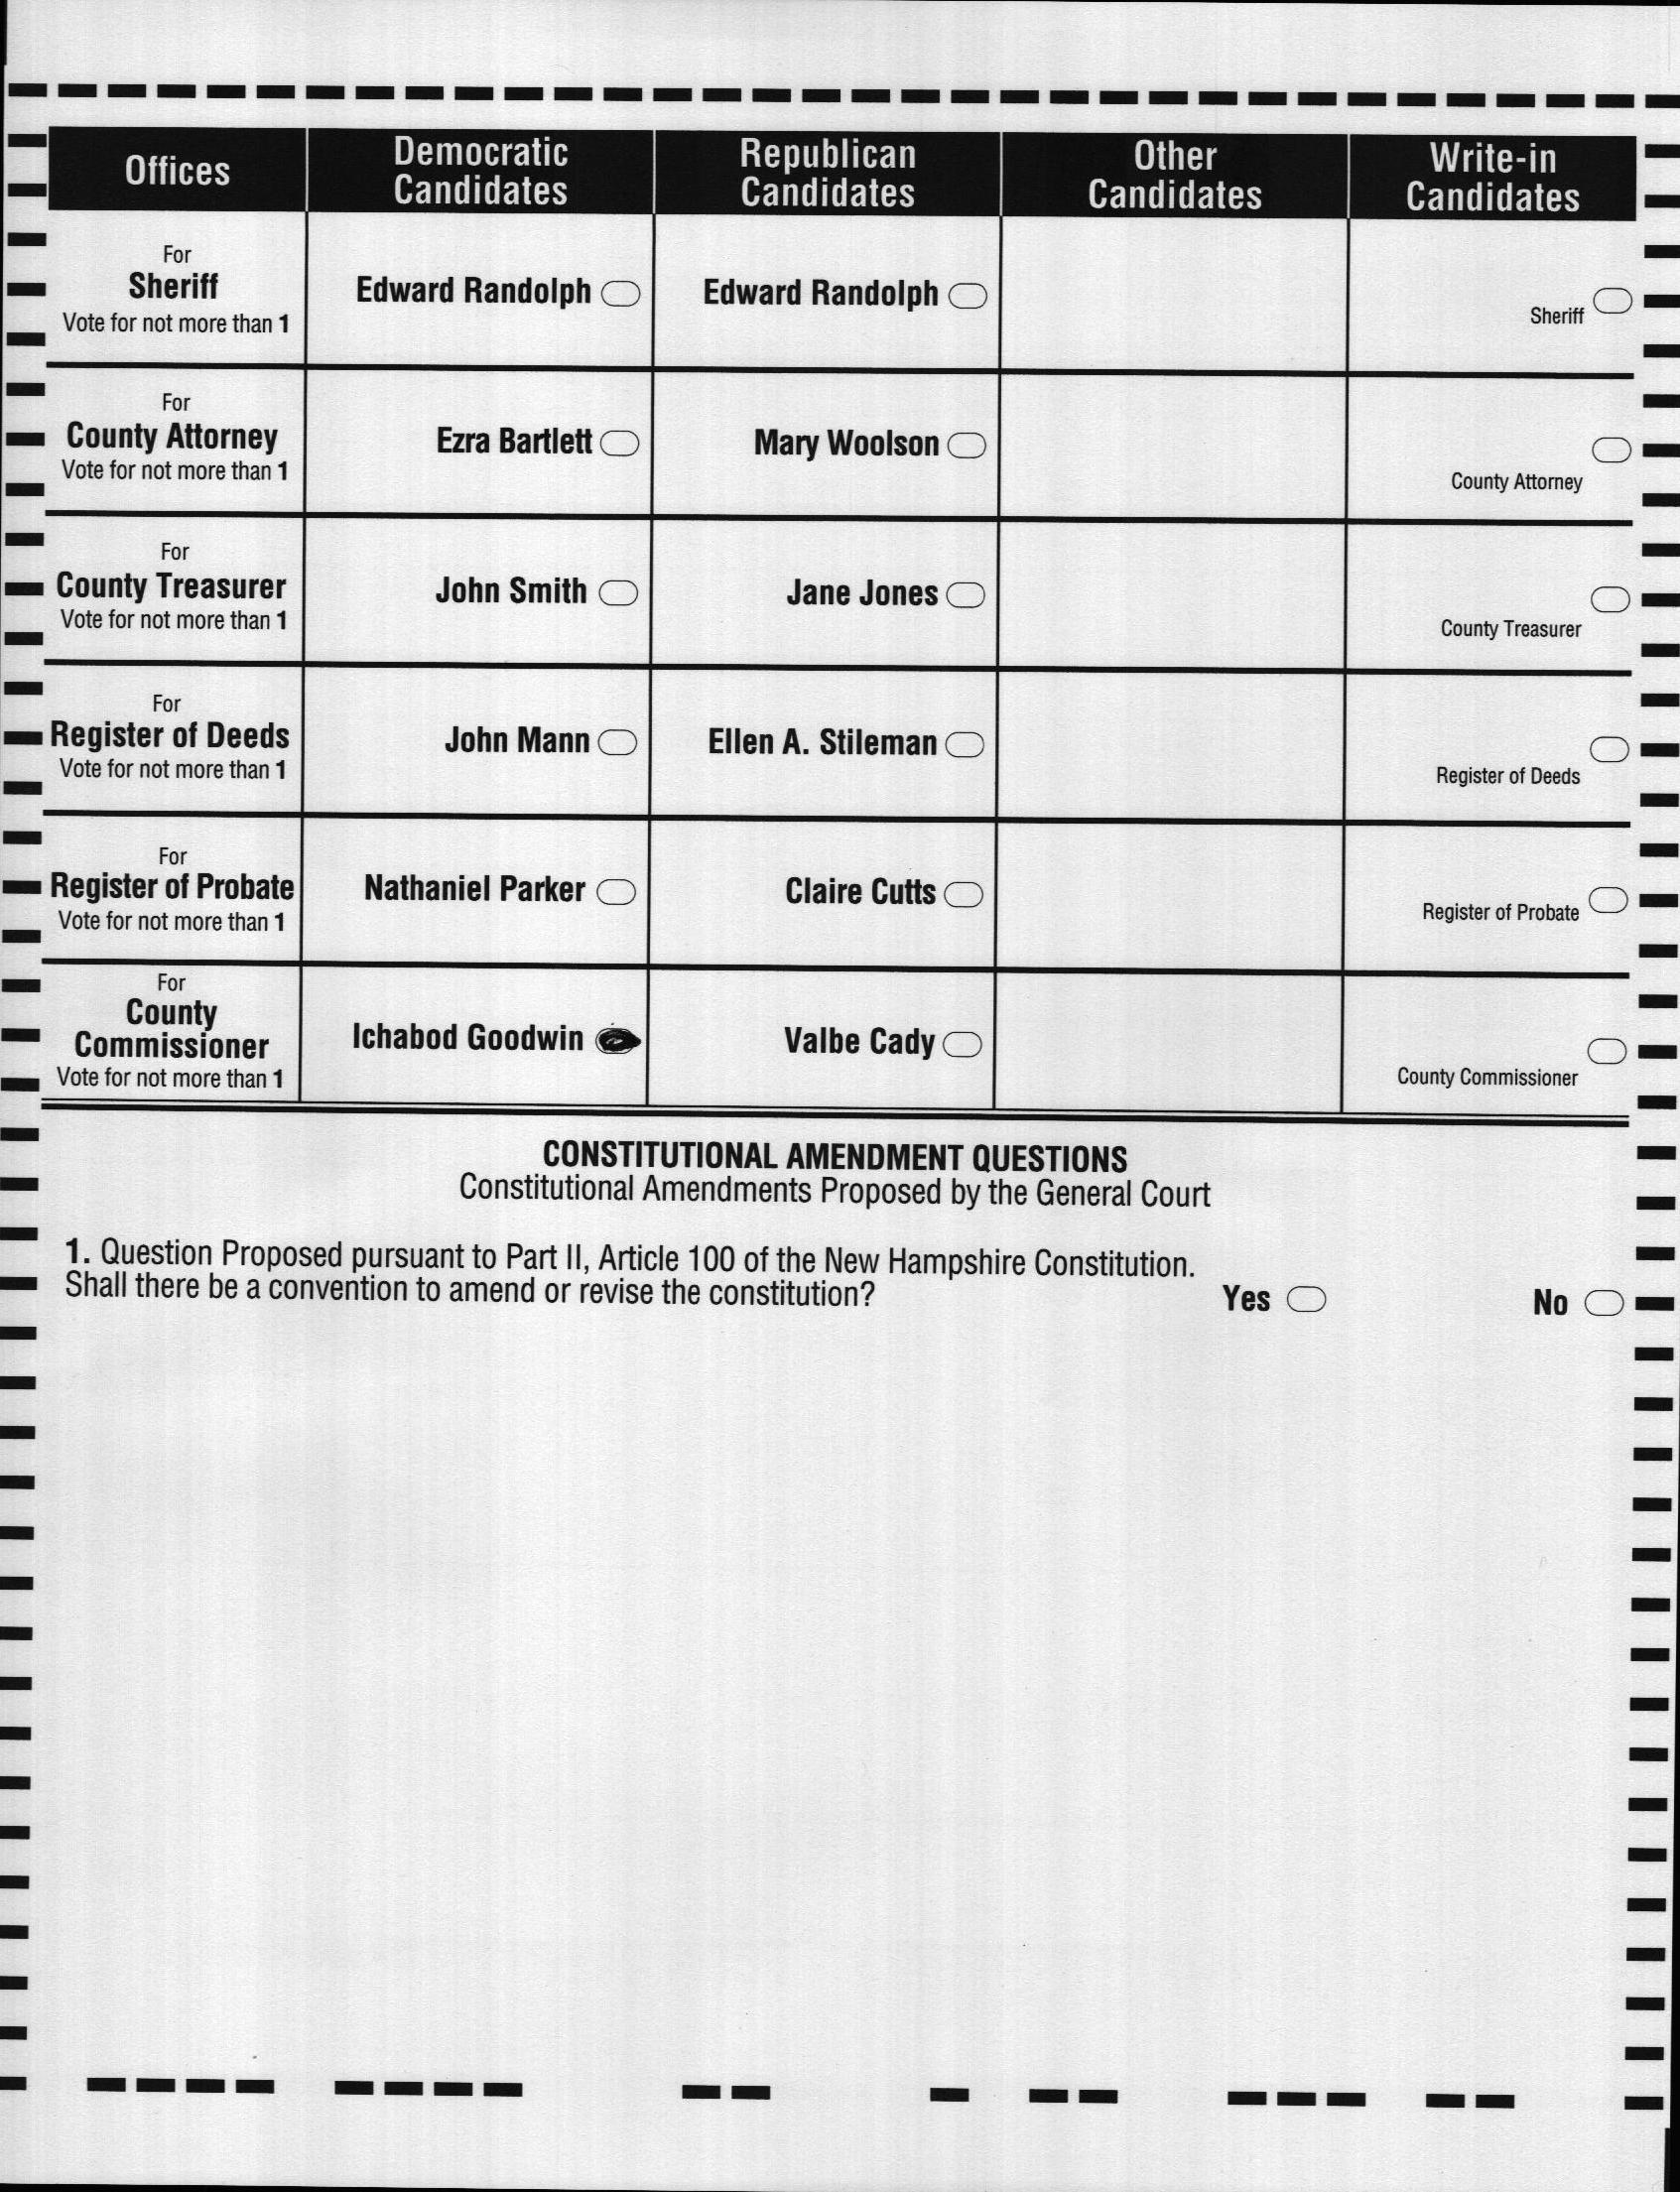 Offices
Democratic Candidates
Republican Candidates
Other Candidates
Write-in Candidates
For
Sheriff
Vote for not more than 1
Edward Randolph
Edward Randolph
Sheriff
For
County Attorney
Vote for not more than 1
Ezra Bartlett
Mary Woolson
County Attorney
For
County Treasurer
Vote for not more than 1
John Smith
Jane Jones
County Treasurer
For
Register of Deeds
Vote for not more than 1
John Mann
Ellen A. Stileman
Register of Deeds
For
Register of Probate
Vote for not more than 1
Nathaniel Parker
Claire Cutts
Register of Probate
For
County
Commissioner
Vote for not more than 1
Ichabod Goodwin
Valbe Cady
County Commissioner
CONSTITUTIONAL AMENDMENT QUESTIONS
Constitutional Amendments Proposed by the General Court
1. Question Proposed pursuant to Part II, Article 100 of the New Hampshire Constitution.
Shall there be a convention to amend or revise the constitution?
Yes
No